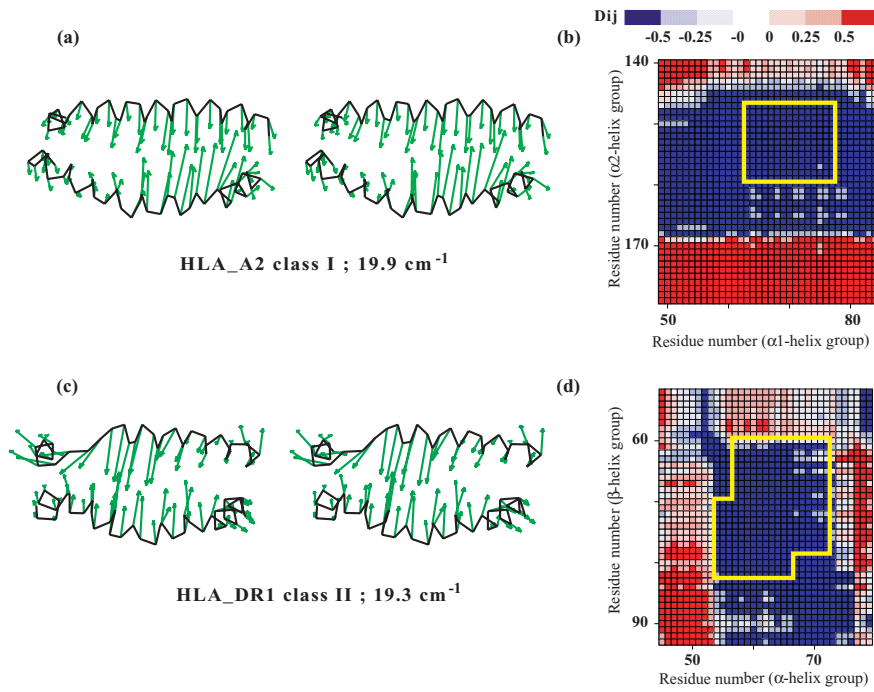 (a)
Dij
-0.5 -0.25 -0 0 0.25 0.5
(b)
140
170
50 80
Residue number (α2-helix group)
Residue number (α1-helix group)
HLA_A2 class I ; 19.9 cm⁻¹
(c)
(d)
60
90
50 70
Residue number (β-helix group)
Residue number (α-helix group)
HLA_DR1 class II ; 19.3 cm⁻¹